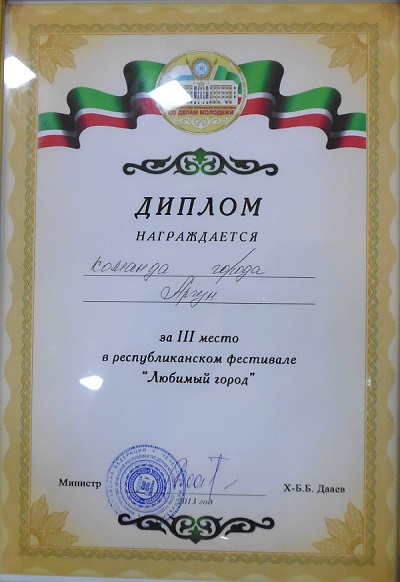 ПО ДЕЛАМ МОЛОДЕЖИ
ДИПЛОМ
НАГРАЖДАЕТСЯ
команда города
Аргун
за III место
в республиканском фестивале
“Любимый город”
Министр
Х-Б.Б. Дааев
2013 год